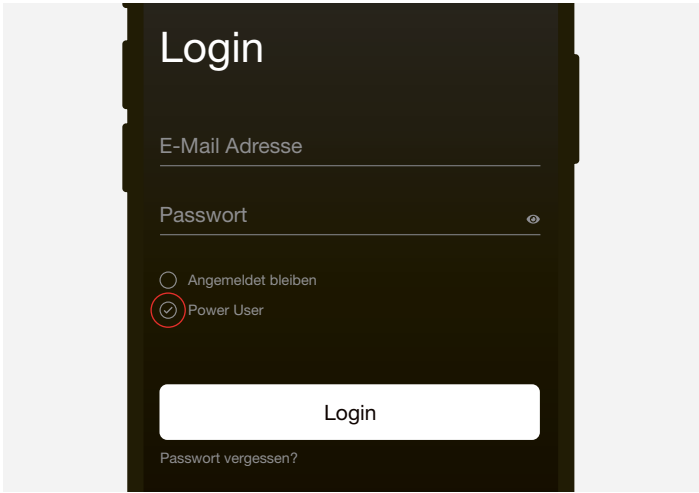 Login
E-Mail Adresse
Passwort
Angemeldet bleiben
Power User
Login
Passwort vergessen?